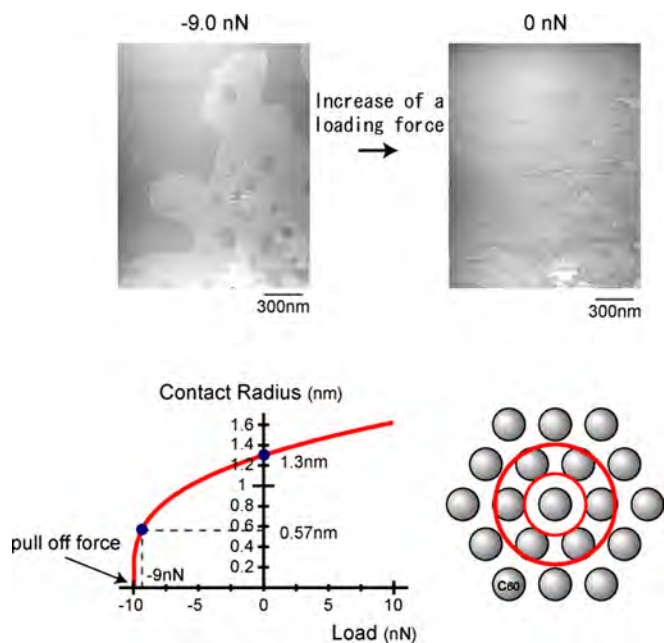 -9.0 nN
0 nN
Increase of a
loading force
300nm
300nm
Contact Radius (nm)
1.6
1.4
1.2
1
0.8
0.6
0.4
0.2
1.3nm
0.57nm
pull off force
-9nN
-10
-5
0
5
10
Load (nN)
C60